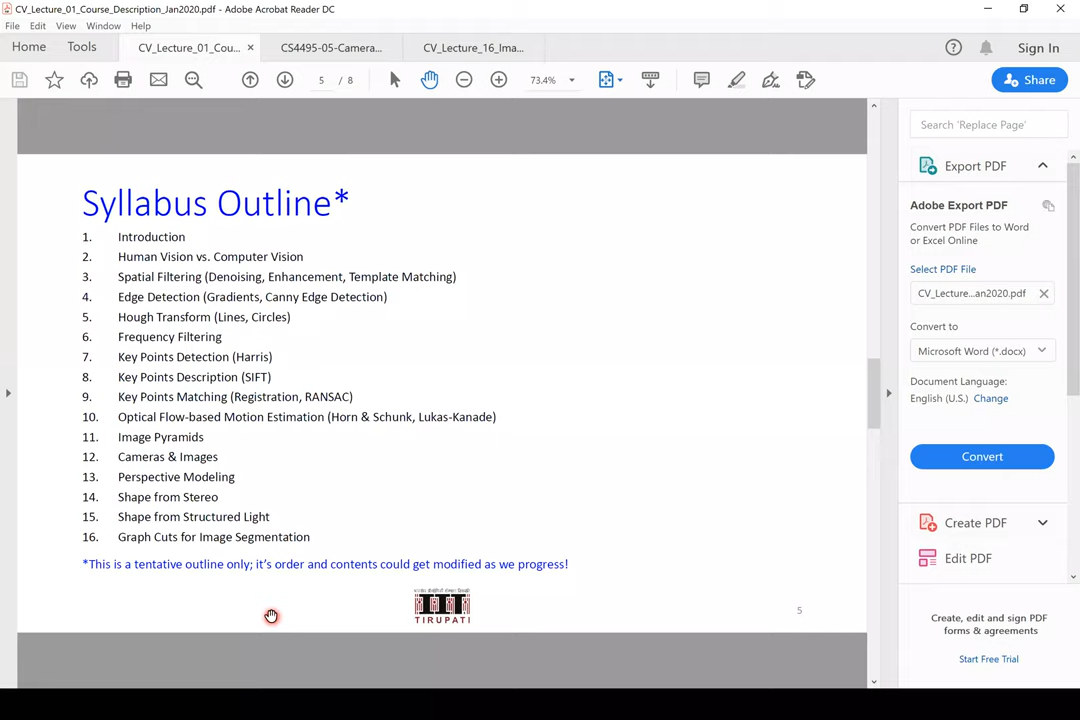 CV_Lecture_01_Course_Description_Jan2020.pdf - Adobe Acrobat Reader DC
File Edit View Window Help
Home Tools CV_Lecture_01_Cou... × CS4495-05-Camera... CV_Lecture_16_Ima... Sign In
5 / 8 73.4% Share
Search 'Replace Page'
Export PDF
Adobe Export PDF
Convert PDF Files to Word
or Excel Online
Select PDF File
CV_Lecture...an2020.pdf
Convert to
Microsoft Word (*.docx)
Document Language:
English (U.S.) Change
Convert
Create PDF
Edit PDF
Create, edit and sign PDF
forms & agreements
Start Free Trial
Syllabus Outline*
1. Introduction
2. Human Vision vs. Computer Vision
3. Spatial Filtering (Denoising, Enhancement, Template Matching)
4. Edge Detection (Gradients, Canny Edge Detection)
5. Hough Transform (Lines, Circles)
6. Frequency Filtering
7. Key Points Detection (Harris)
8. Key Points Description (SIFT)
9. Key Points Matching (Registration, RANSAC)
10. Optical Flow-based Motion Estimation (Horn & Schunk, Lukas-Kanade)
11. Image Pyramids
12. Cameras & Images
13. Perspective Modeling
14. Shape from Stereo
15. Shape from Structured Light
16. Graph Cuts for Image Segmentation
*This is a tentative outline only; it's order and contents could get modified as we progress!
TIRUPATI
5